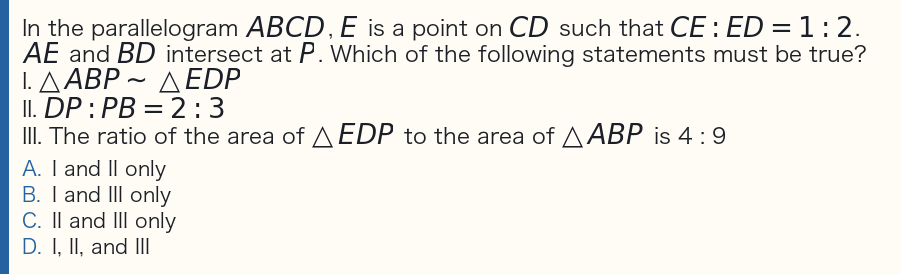 In the parallelogram ABCD, E is a point on CD such that CE : ED = 1 : 2.
AE and BD intersect at P. Which of the following statements must be true?
I. △ABP ~ △EDP
II. DP : PB = 2 : 3
III. The ratio of the area of △EDP to the area of △ABP is 4 : 9
A. I and II only
B. I and III only
C. II and III only
D. I, II, and III